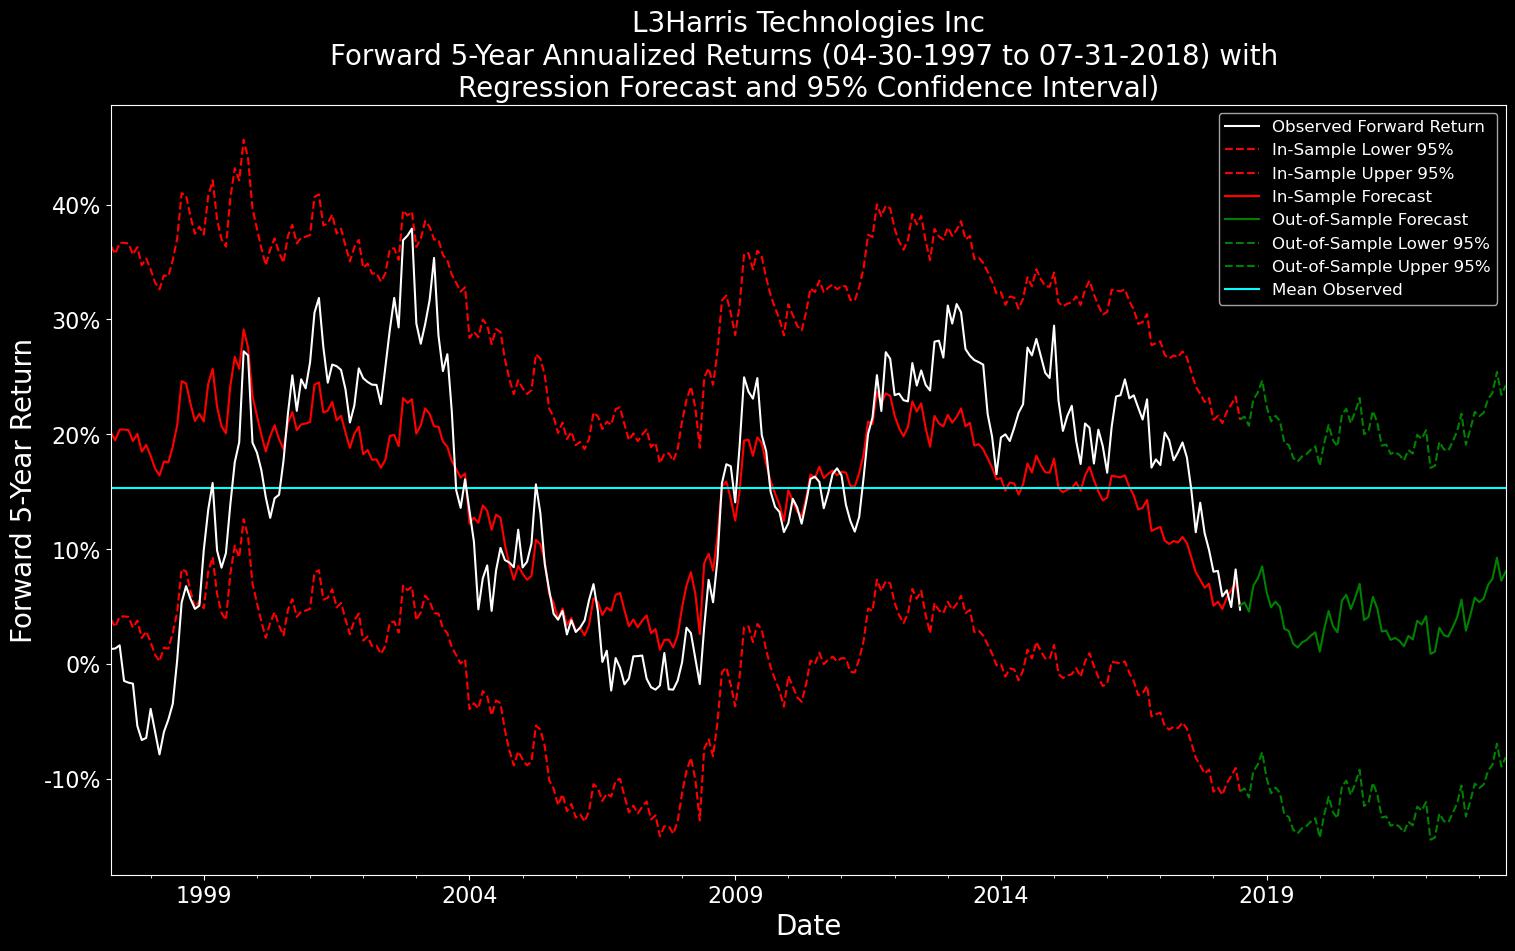 L3Harris Technologies Inc
Forward 5-Year Annualized Returns (04-30-1997 to 07-31-2018) with
Regression Forecast and 95% Confidence Interval)
Observed Forward Return
In-Sample Lower 95%
In-Sample Upper 95%
In-Sample Forecast
Out-of-Sample Forecast
Out-of-Sample Lower 95%
Out-of-Sample Upper 95%
Mean Observed
Forward 5-Year Return
40%
30%
20%
10%
0%
-10%
1999
2004
2009
2014
2019
Date